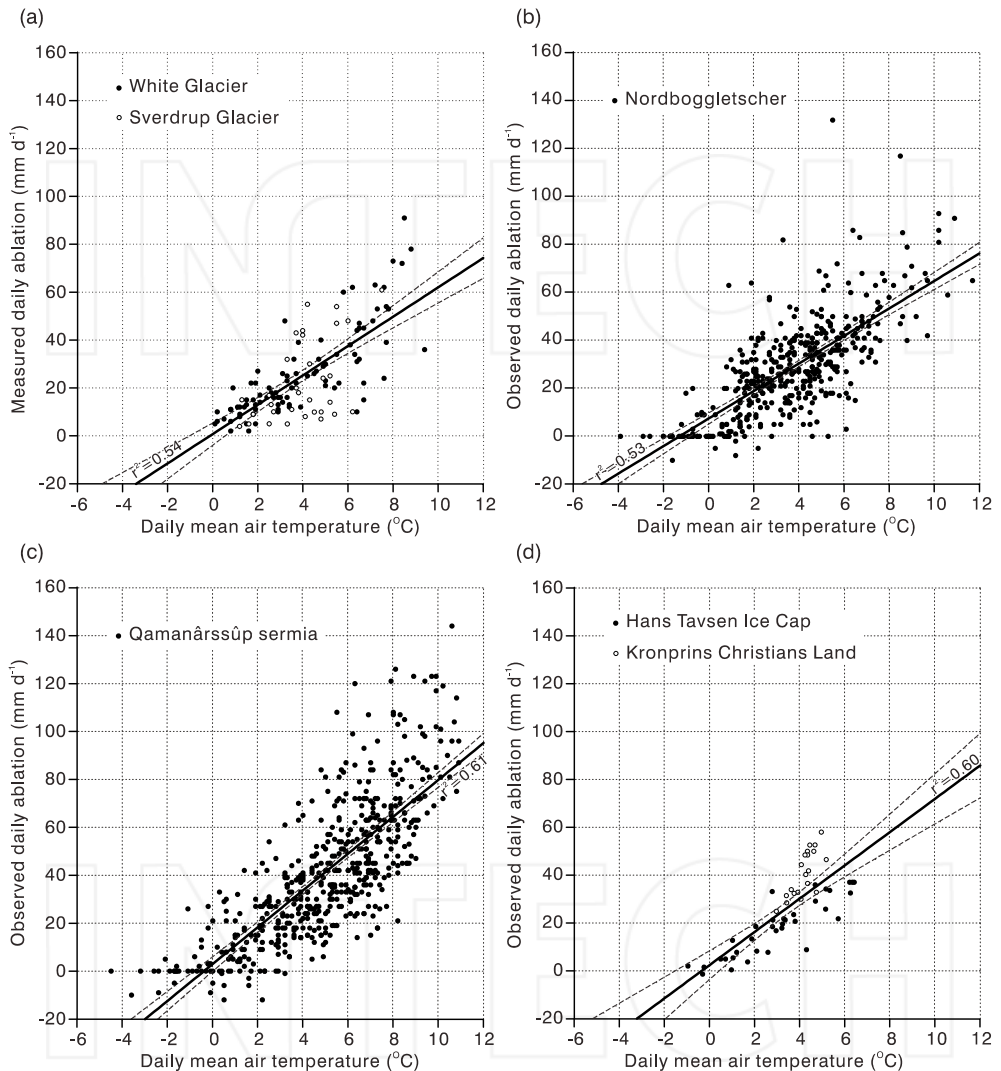 (a)
160
140
120
100
80
60
40
20
0
-20
Measured daily ablation (mm d⁻¹)
White Glacier
Sverdrup Glacier
r²=0.54
-6 -4 -2 0 2 4 6 8 10 12
Daily mean air temperature (°C)
(b)
160
140
120
100
80
60
40
20
0
-20
Observed daily ablation (mm d⁻¹)
Nordboggletscher
r²=0.53
-6 -4 -2 0 2 4 6 8 10 12
Daily mean air temperature (°C)
(c)
160
140
120
100
80
60
40
20
0
-20
Observed daily ablation (mm d⁻¹)
Qamanârssûp sermia
r²=0.61
-6 -4 -2 0 2 4 6 8 10 12
Daily mean air temperature (°C)
(d)
160
140
120
100
80
60
40
20
0
-20
Observed daily ablation (mm d⁻¹)
Hans Tavsen Ice Cap
Kronprins Christians Land
r²=0.60
-6 -4 -2 0 2 4 6 8 10 12
Daily mean air temperature (°C)
INTECH
INTECH